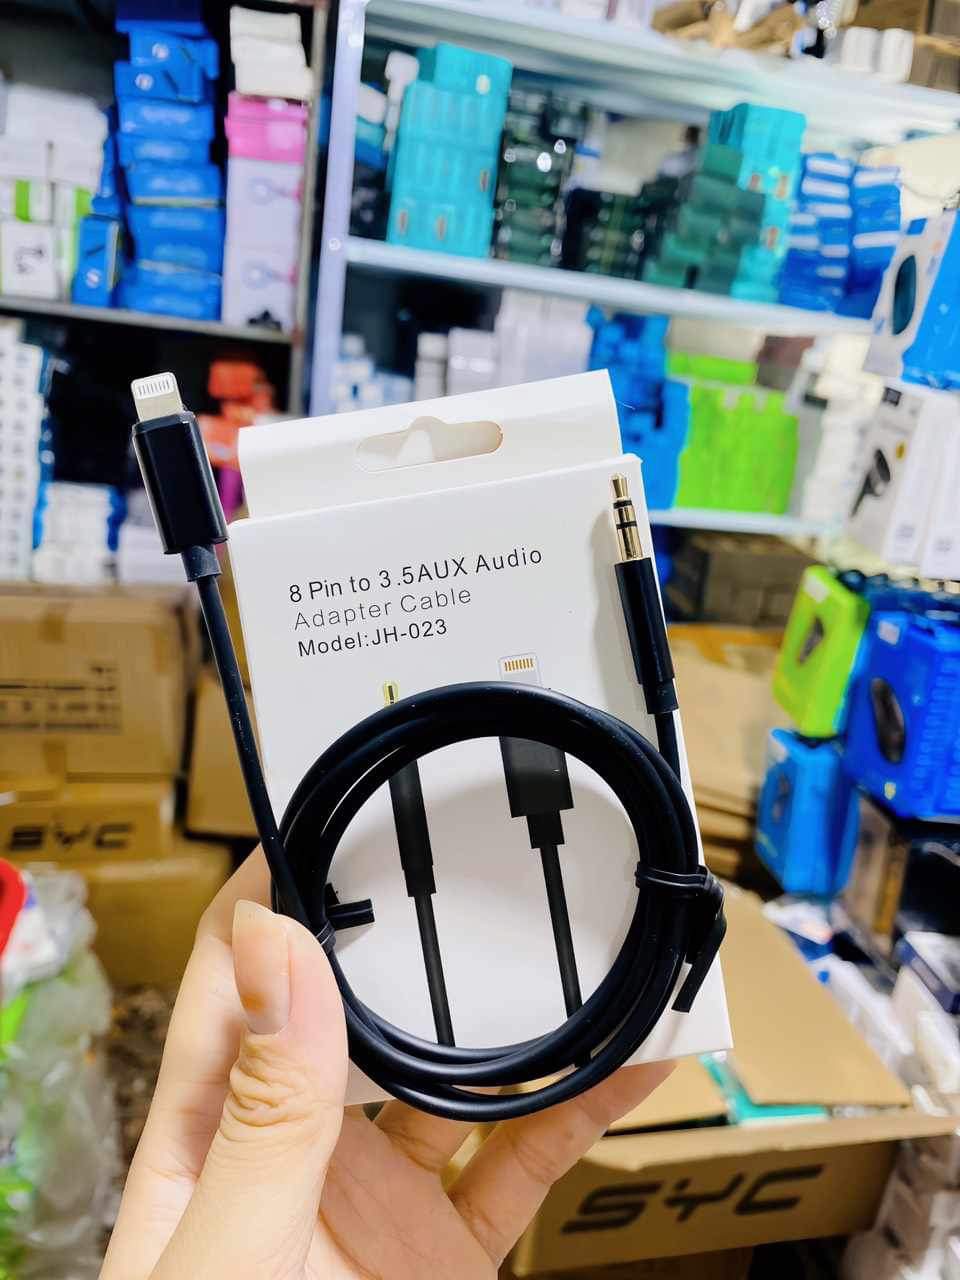 8 Pin to 3.5AUX Audio
Adapter Cable
Model:JH-023
SYC
SYC